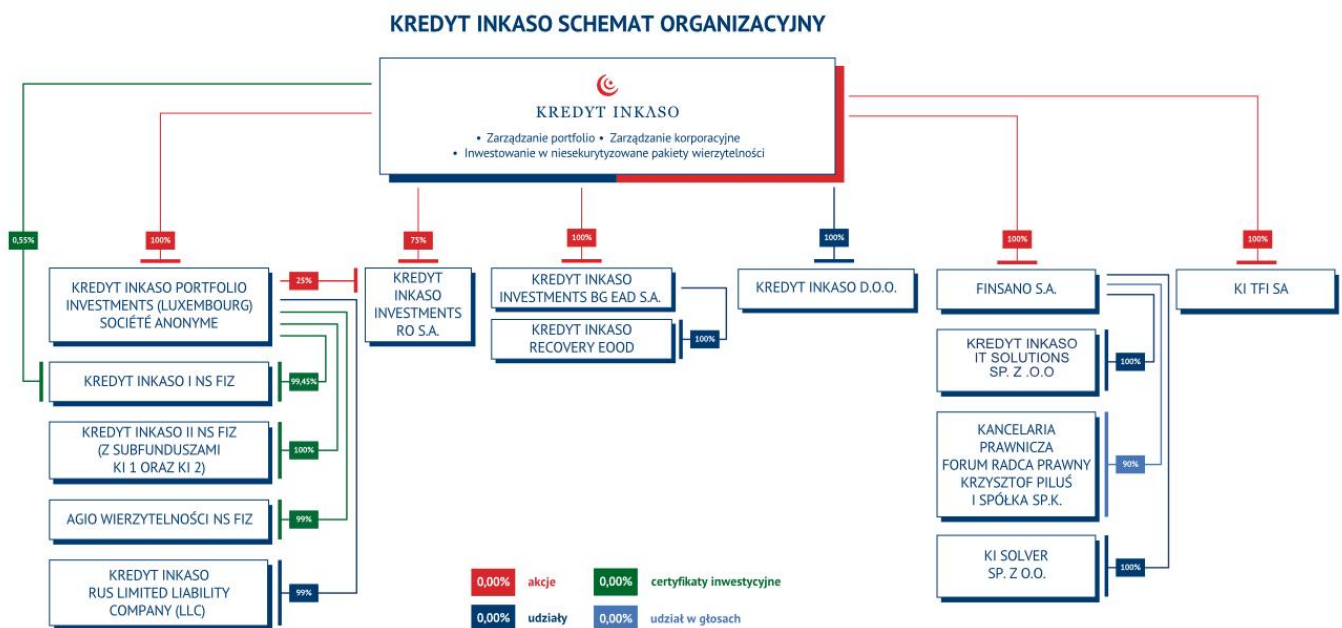 KREDYT INKASO SCHEMAT ORGANIZACYJNY
KREDYT INKASO
• Zarządzanie portfolio • Zarządzanie korporacyjne
• Inwestowanie w niesekurytyzowane pakiety wierzytelności
0,55%
100%
75%
100%
100%
100%
100%
KREDYT INKASO PORTFOLIO
INVESTMENTS (LUXEMBOURG)
SOCIÉTÉ ANONYME
25%
KREDYT
INKASO
INVESTMENTS
RO S.A.
KREDYT INKASO
INVESTMENTS BG EAD S.A.
KREDYT INKASO
RECOVERY EOOD
100%
KREDYT INKASO D.O.O.
FINSANO S.A.
KI TFI SA
KREDYT INKASO I NS FIZ
99,45%
KREDYT INKASO II NS FIZ
(Z SUBFUNDUSZAMI
KI 1 ORAZ KI 2)
100%
AGIO WIERZYTELNOŚCI NS FIZ
99%
KREDYT INKASO
RUS LIMITED LIABILITY
COMPANY (LLC)
99%
KREDYT INKASO
IT SOLUTIONS
SP. Z .O.O
100%
KANCELARIA
PRAWNICZA
FORUM RADCA PRAWNY
KRZYSZTOF PILUŚ
I SPÓŁKA SP.K.
90%
KI SOLVER
SP. Z O.O.
100%
0,00% akcje
0,00% certyfikaty inwestycyjne
0,00% udziały
0,00% udział w głosach